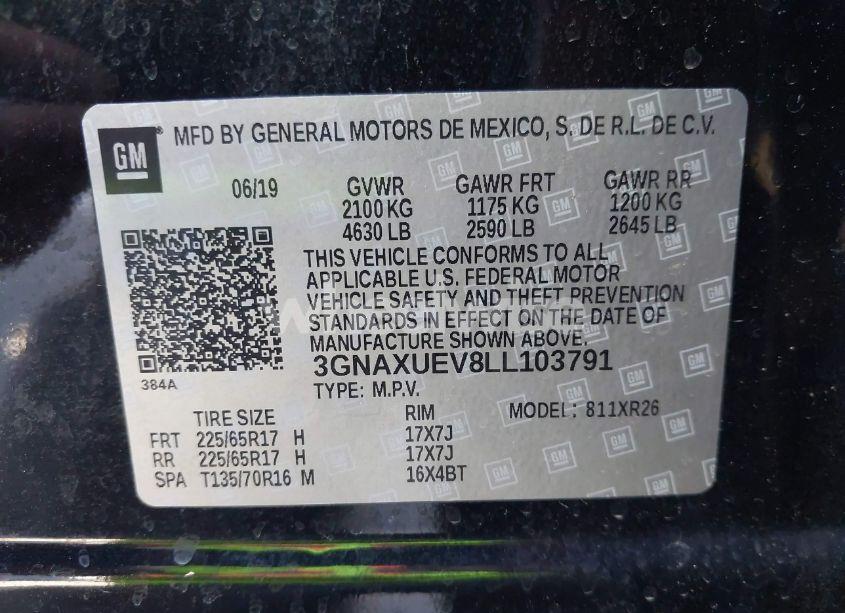 GM
MFD BY GENERAL MOTORS DE MEXICO, S. DE R.L. DE C.V.
06/19 GVWR GAWR FRT GAWR RR
2100 KG 1175 KG 1200 KG
4630 LB 2590 LB 2645 LB
THIS VEHICLE CONFORMS TO ALL
APPLICABLE U.S. FEDERAL MOTOR
VEHICLE SAFETY AND THEFT PREVENTION
STANDARDS IN EFFECT ON THE DATE OF
MANUFACTURE SHOWN ABOVE.
3GNAXUEV8LL103791
384A
TYPE: M.P.V.
TIRE SIZE RIM MODEL: 811XR26
FRT 225/65R17 H 17X7J
RR 225/65R17 H 17X7J
SPA T135/70R16 M 16X4BT